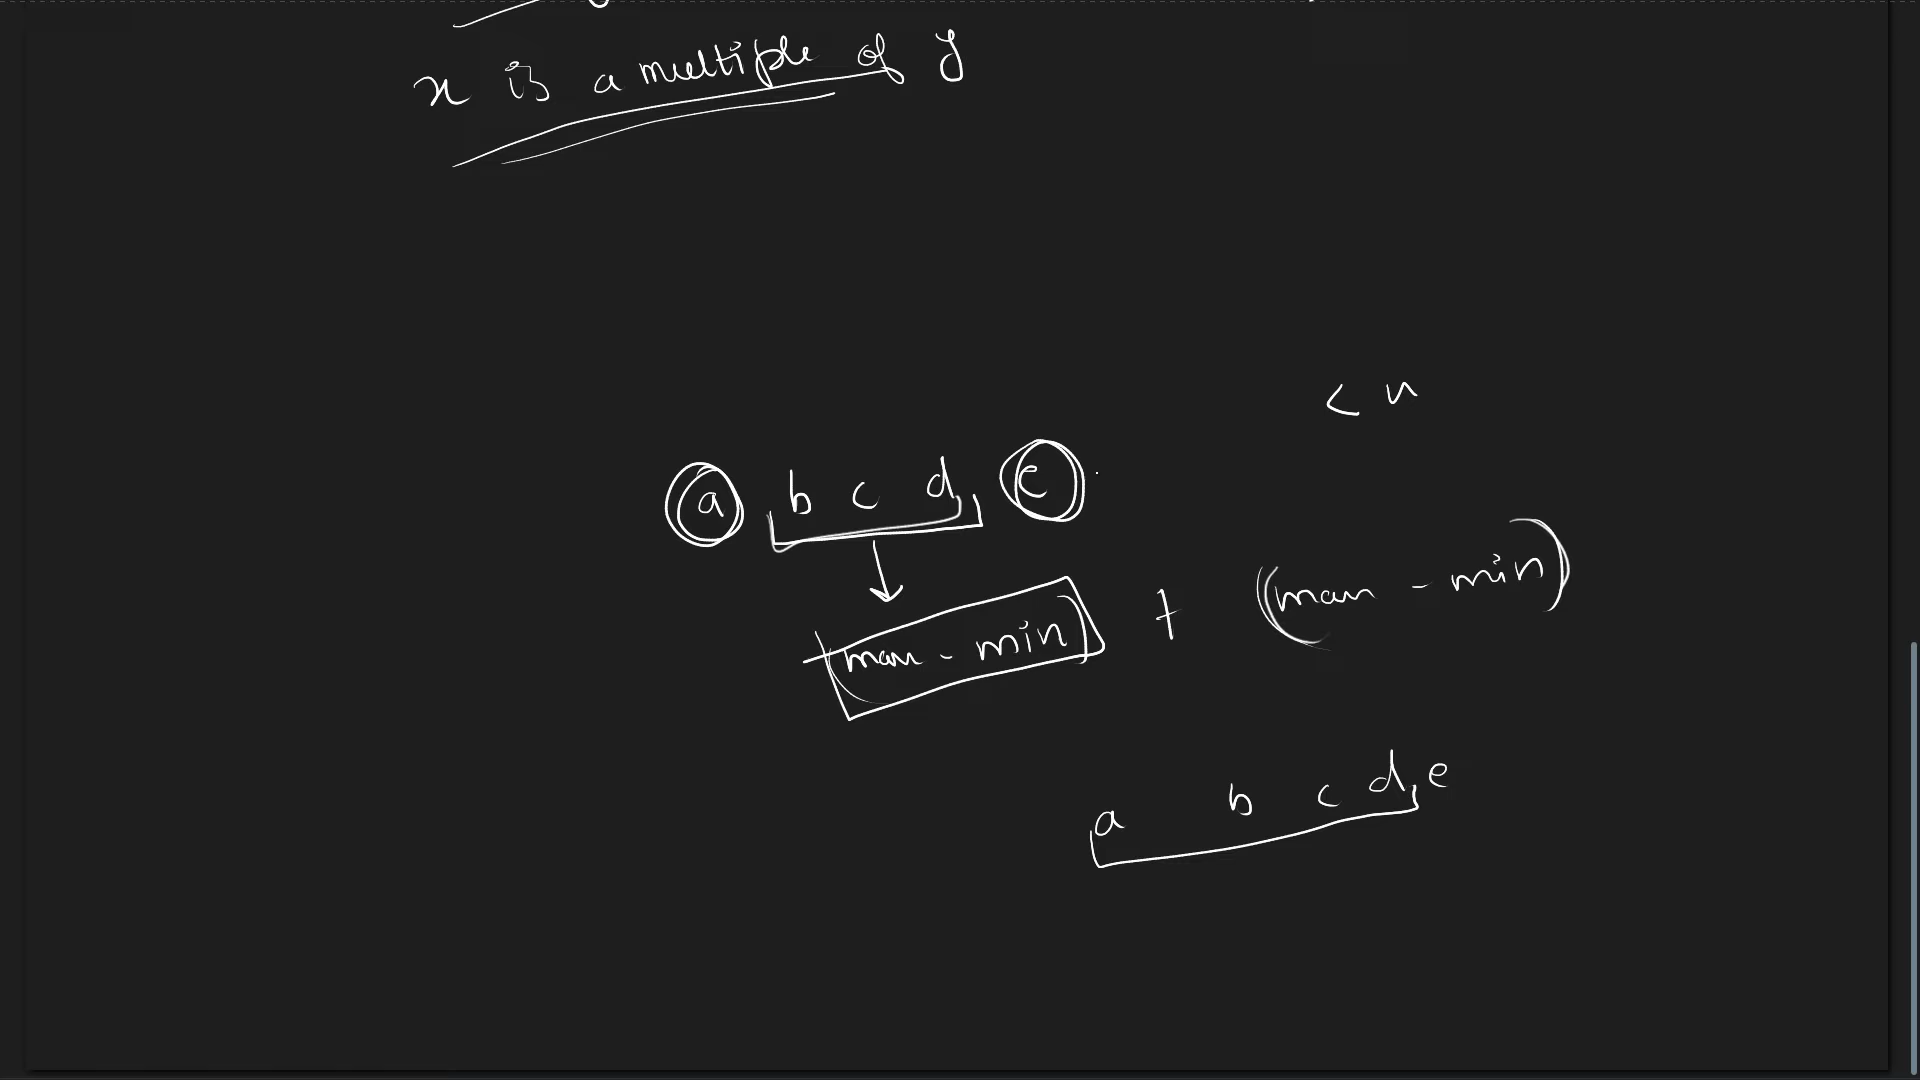 x is a multiple of y
< n
a b c d e
(max - min) + (max - min)
a b c d, e